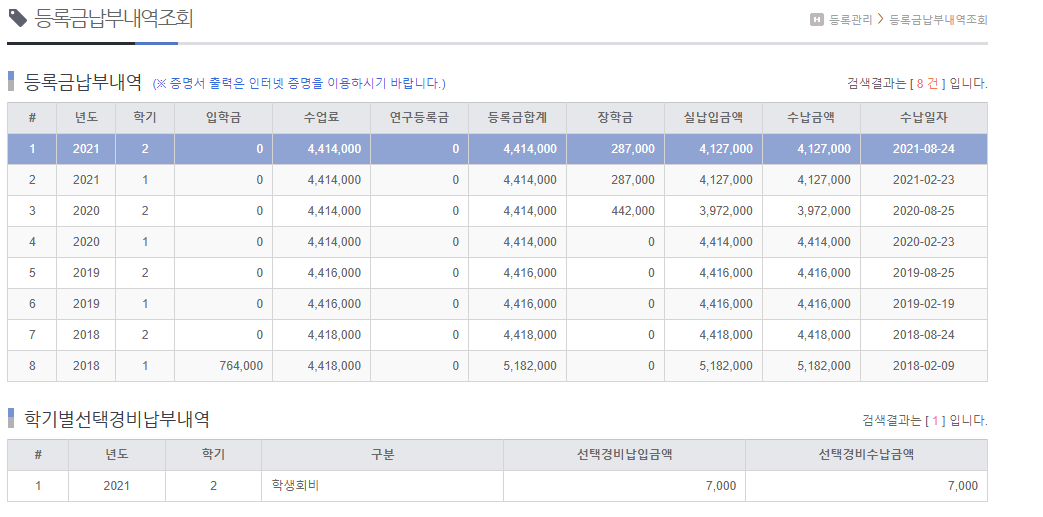 등록금납부내역조회
H 등록관리 > 등록금납부내역조회
등록금납부내역 (※ 증명서 출력은 인터넷 증명을 이용하시기 바랍니다.) 검색결과는 [ 8 건 ] 입니다.
# 년도 학기 입학금 수업료 연구등록금 등록금합계 장학금 실납입금액 수납금액 수납일자
1 2021 2 0 4,414,000 0 4,414,000 287,000 4,127,000 4,127,000 2021-08-24
2 2021 1 0 4,414,000 0 4,414,000 287,000 4,127,000 4,127,000 2021-02-23
3 2020 2 0 4,414,000 0 4,414,000 442,000 3,972,000 3,972,000 2020-08-25
4 2020 1 0 4,414,000 0 4,414,000 0 4,414,000 4,414,000 2020-02-23
5 2019 2 0 4,416,000 0 4,416,000 0 4,416,000 4,416,000 2019-08-25
6 2019 1 0 4,416,000 0 4,416,000 0 4,416,000 4,416,000 2019-02-19
7 2018 2 0 4,418,000 0 4,418,000 0 4,418,000 4,418,000 2018-08-24
8 2018 1 764,000 4,418,000 0 5,182,000 0 5,182,000 5,182,000 2018-02-09
학기별선택경비납부내역 검색결과는 [ 1 ] 입니다.
# 년도 학기 구분 선택경비납입금액 선택경비수납금액
1 2021 2 학생회비 7,000 7,000